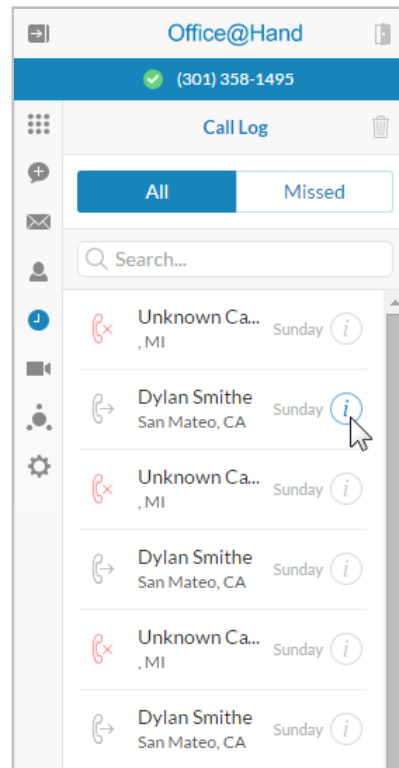 Office@Hand
(301) 358-1495
Call Log
All Missed
Search...
Unknown Ca...
, MI
Sunday i
Dylan Smithe
San Mateo, CA
Sunday i
Unknown Ca...
, MI
Sunday i
Dylan Smithe
San Mateo, CA
Sunday i
Unknown Ca...
, MI
Sunday i
Dylan Smithe
San Mateo, CA
Sunday i